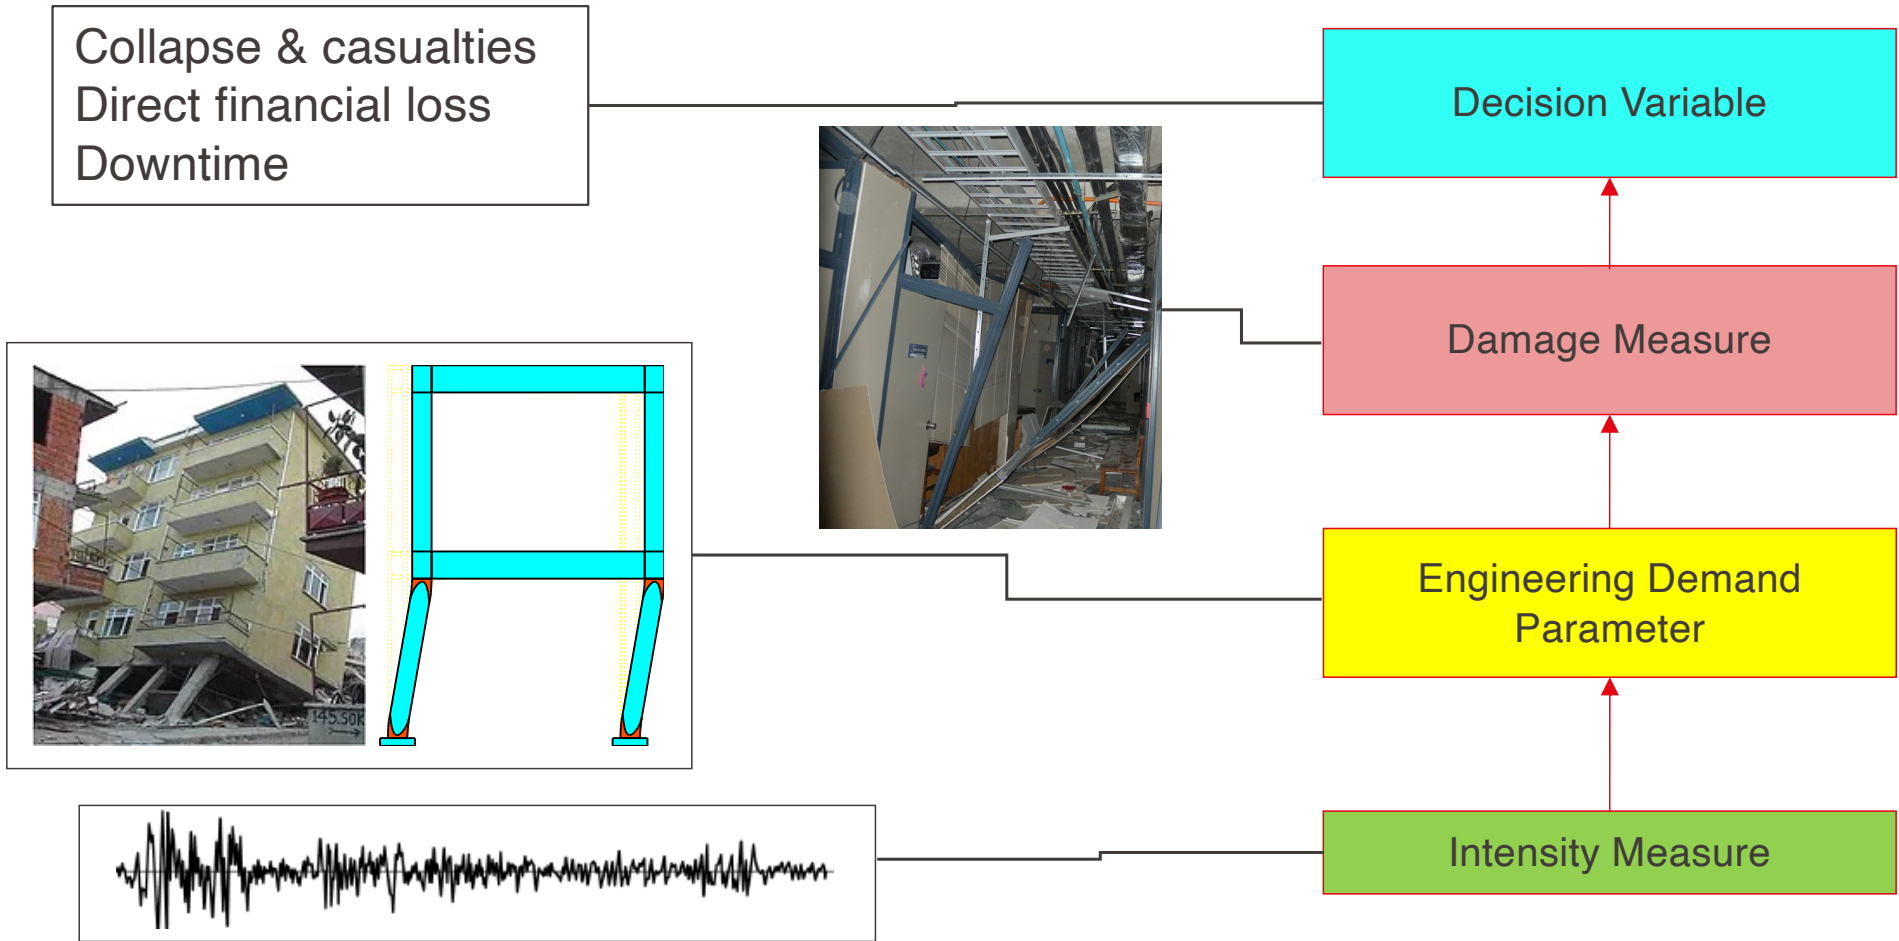 Collapse & casualties
Direct financial loss
Downtime
Decision Variable
Damage Measure
Engineering Demand
Parameter
145.50K
Intensity Measure